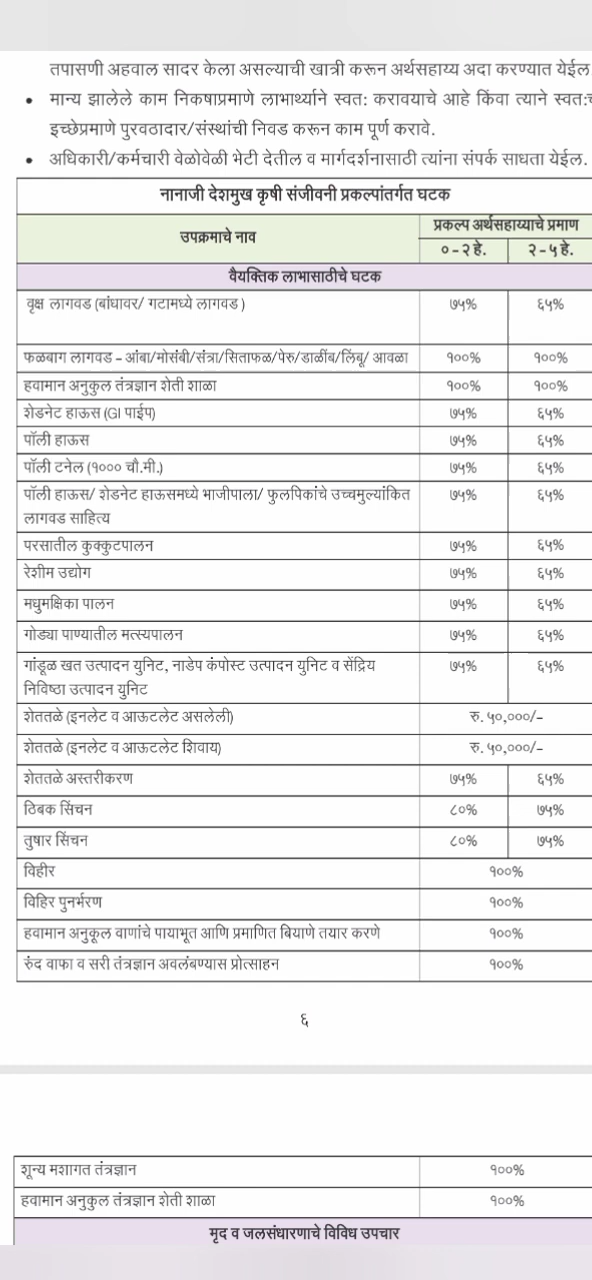 तपासणी अहवाल सादर केला असल्याची खात्री करून अर्थसहाय्य अदा करण्यात येईल
• मान्य झालेले काम निकषाप्रमाणे लाभार्थ्याने स्वत: करावयाचे आहे किंवा त्याने स्वत:च
इच्छेप्रमाणे पुरवठादार/संस्थांची निवड करून काम पूर्ण करावे.
• अधिकारी/कर्मचारी वेळोवेळी भेटी देतील व मार्गदर्शनासाठी त्यांना संपर्क साधता येईल.
नानाजी देशमुख कृषी संजीवनी प्रकल्पांतर्गत घटक
उपक्रमाचे नाव प्रकल्प अर्थसहाय्याचे प्रमाण
०-२ हे. २-५ हे.
वैयक्तिक लाभासाठीचे घटक
वृक्ष लागवड (बांधावर/ गटामध्ये लागवड) ७५% ६५%
फळबाग लागवड – आंबा/मोसंबी/संत्रा/सिताफळ/पेरु/डाळींब/लिंबू/ आवळा १००% १००%
हवामान अनुकुल तंत्रज्ञान शेती शाळा १००% १००%
शेडनेट हाऊस (GI पाईप) ७५% ६५%
पॉली हाऊस ७५% ६५%
पॉली टनेल (१००० चौ.मी.) ७५% ६५%
पॉली हाऊस/ शेडनेट हाऊसमध्ये भाजीपाला/ फुलपिकांचे उच्चमुल्यांकित ७५% ६५%
लागवड साहित्य
परसातील कुक्कुटपालन ७५% ६५%
रेशीम उद्योग ७५% ६५%
मधुमक्षिका पालन ७५% ६५%
गोड्या पाण्यातील मत्स्यपालन ७५% ६५%
गांडूळ खत उत्पादन युनिट, नाडेप कंपोस्ट उत्पादन युनिट व सेंद्रिय ७५% ६५%
निविष्ठा उत्पादन युनिट
शेततळे (इनलेट व आऊटलेट असलेली) रु. ५०,०००/–
शेततळे (इनलेट व आऊटलेट शिवाय) रु. ५०,०००/–
शेततळे अस्तरीकरण ७५% ६५%
ठिबक सिंचन ८०% ७५%
तुषार सिंचन ८०% ७५%
विहीर १००%
विहिर पुनर्भरण १००%
हवामान अनुकूल वाणांचे पायाभूत आणि प्रमाणित बियाणे तयार करणे १००%
रुंद वाफा व सरी तंत्रज्ञान अवलंबण्यास प्रोत्साहन १००%
६
शून्य मशागत तंत्रज्ञान १००%
हवामान अनुकुल तंत्रज्ञान शेती शाळा १००%
मृद व जलसंधारणाचे विविध उपचार